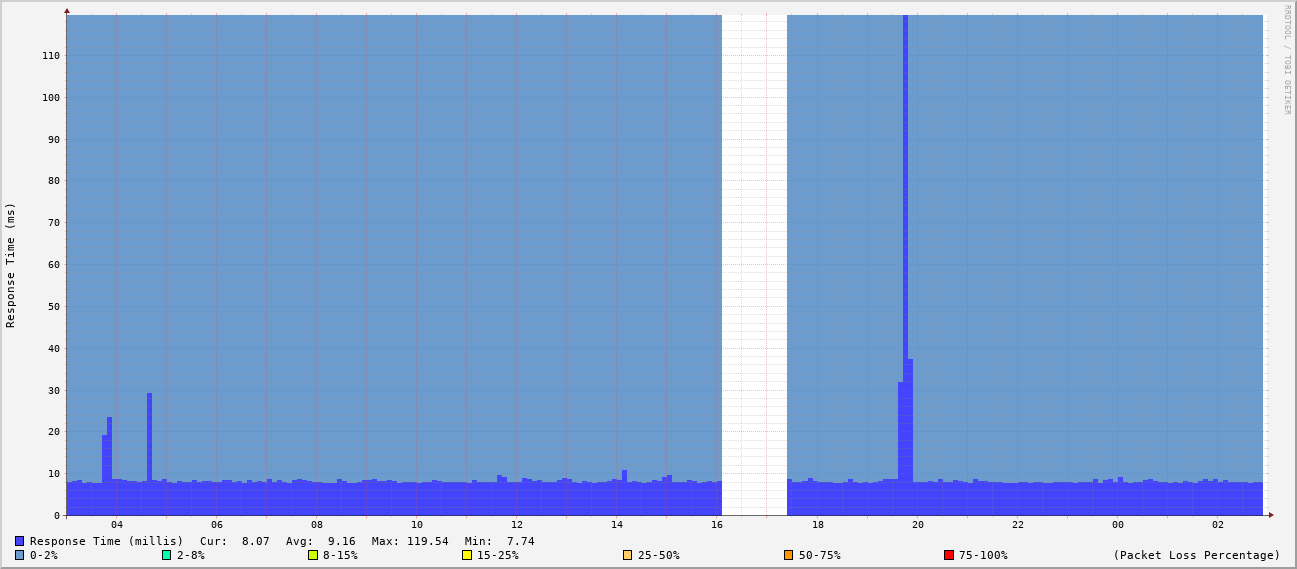 RRDTOOL / TOBI OETIKER
Response Time (ms)
110
100
90
80
70
60
50
40
30
20
10
0
04 06 08 10 12 14 16 18 20 22 00 02
Response Time (millis) Cur: 8.07 Avg: 9.16 Max: 119.54 Min: 7.74
0-2% 2-8% 8-15% 15-25% 25-50% 50-75% 75-100% (Packet Loss Percentage)